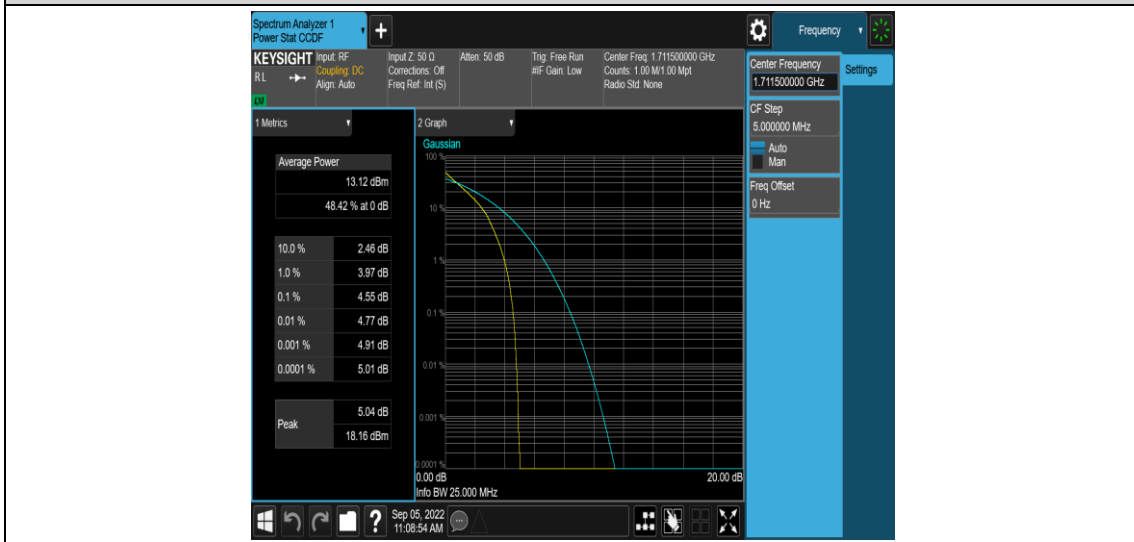 Spectrum Analyzer 1
Power Stat CCDF
+
Frequency
KEYSIGHT
RL
LXI
Input: RF
Coupling: DC
Align: Auto
Input Z: 50 Ω
Corrections: Off
Freq Ref: Int (S)
Atten: 50 dB
Trig: Free Run
#IF Gain: Low
Center Freq: 1.711500000 GHz
Counts: 1.00 M/1.00 Mpt
Radio Std: None
Center Frequency
1.711500000 GHz
Settings
CF Step
5.000000 MHz
Auto
Man
Freq Offset
0 Hz
1 Metrics
Average Power
13.12 dBm
48.42 % at 0 dB
10.0 % 2.46 dB
1.0 % 3.97 dB
0.1 % 4.55 dB
0.01 % 4.77 dB
0.001 % 4.91 dB
0.0001 % 5.01 dB
Peak
5.04 dB
18.16 dBm
2 Graph
Gaussian
100 %
10 %
1 %
0.1 %
0.01 %
0.001 %
0.0001 %
0.00 dB 20.00 dB
Info BW 25.000 MHz
?
Sep 05, 2022
11:08:54 AM